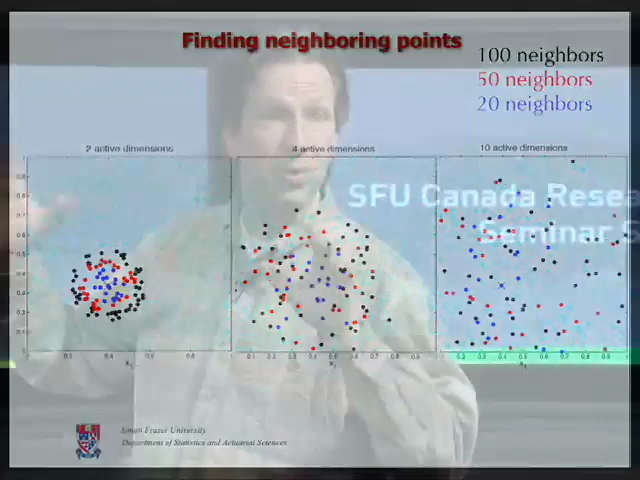 Finding neighboring points
100 neighbors
50 neighbors
20 neighbors
2 active dimensions
4 active dimensions
10 active dimensions
SFU Canada Resea
Seminar S
Simon Fraser University
Department of Statistics and Actuarial Sciences